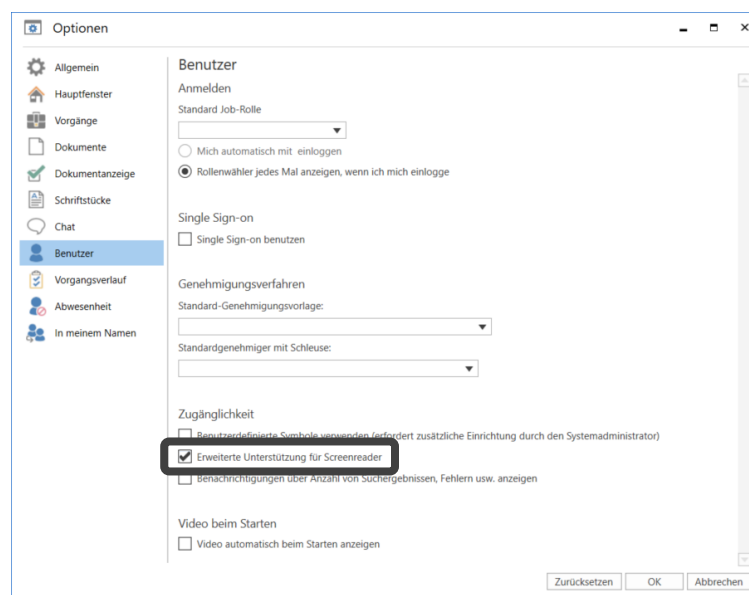 Optionen
Allgemein
Hauptfenster
Vorgänge
Dokumente
Dokumentanzeige
Schriftstücke
Chat
Benutzer
Vorgangsverlauf
Abwesenheit
In meinem Namen
Benutzer
Anmelden
Standard Job-Rolle
Mich automatisch mit einloggen
Rollenwähler jedes Mal anzeigen, wenn ich mich einlogge
Single Sign-on
Single Sign-on benutzen
Genehmigungsverfahren
Standard-Genehmigungsvorlage:
Standardgenehmiger mit Schleuse:
Zugänglichkeit
Benutzerdefinierte Symbole verwenden (erfordert zusätzliche Einrichtung durch den Systemadministrator)
Erweiterte Unterstützung für Screenreader
Benachrichtigungen über Anzahl von Suchergebnissen, Fehlern usw. anzeigen
Video beim Starten
Video automatisch beim Starten anzeigen
Zurücksetzen OK Abbrechen